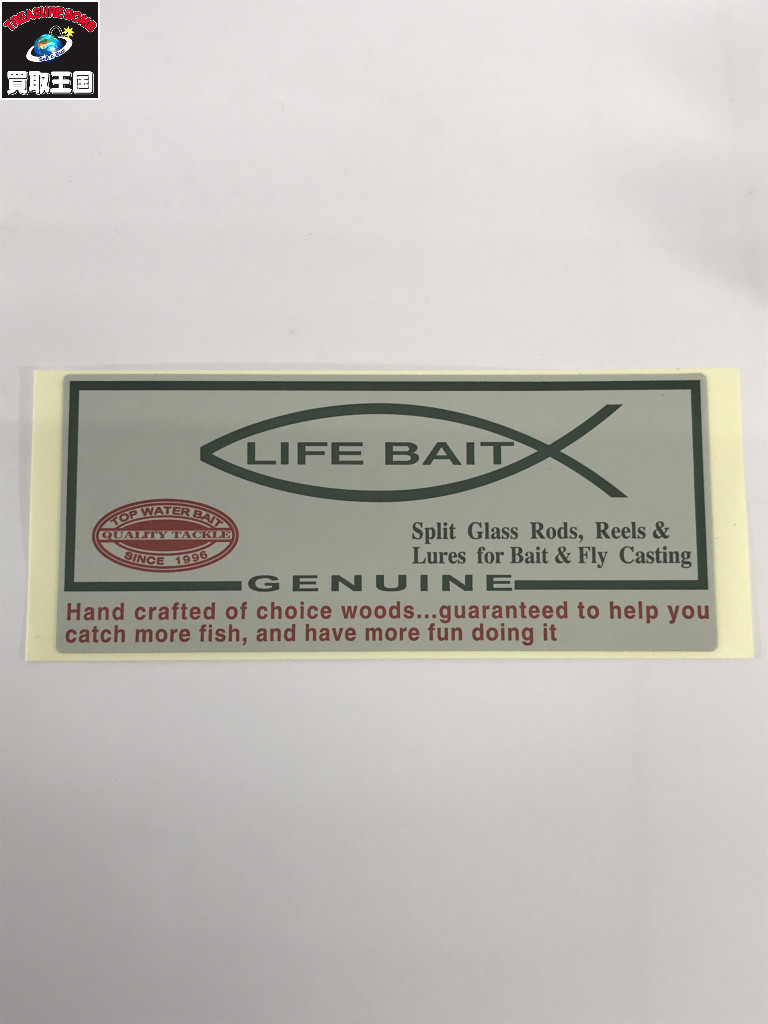 TREASURE BOMB
買取王国
LIFE BAIT
TOP WATER BAIT
QUALITY TACKLE
SINCE 1996
Split Glass Rods, Reels &
Lures for Bait & Fly Casting
GENUINE
Hand crafted of choice woods...guaranteed to help you
catch more fish, and have more fun doing it